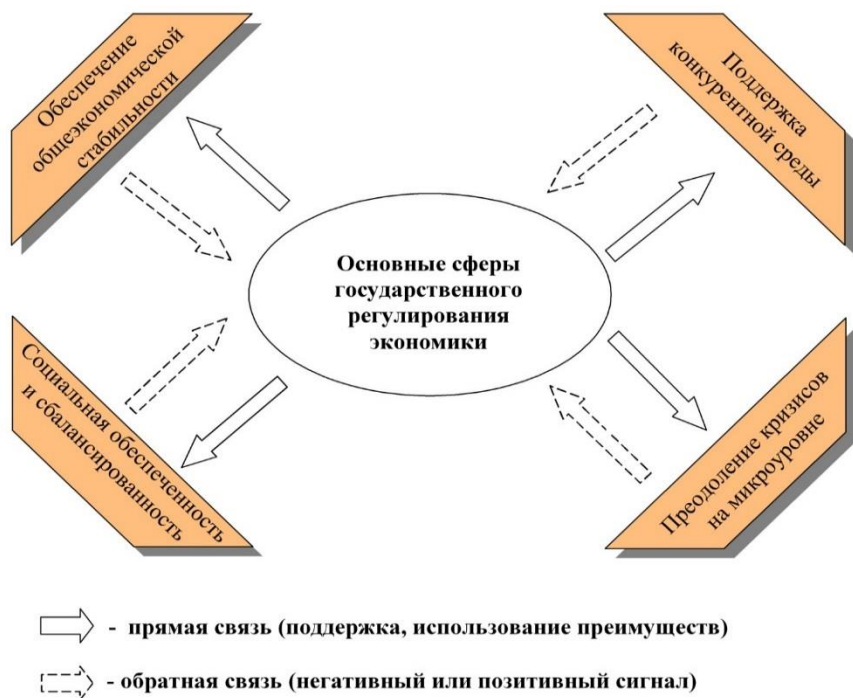 Обеспечение
общеэкономической
стабильности
Поддержка
конкурентной среды
Основные сферы
государственного
регулирования
экономики
Социальная обеспеченность
и сбалансированность
Преодоление кризисов
на микроуровне
- прямая связь (поддержка, использование преимуществ)
- обратная связь (негативный или позитивный сигнал)